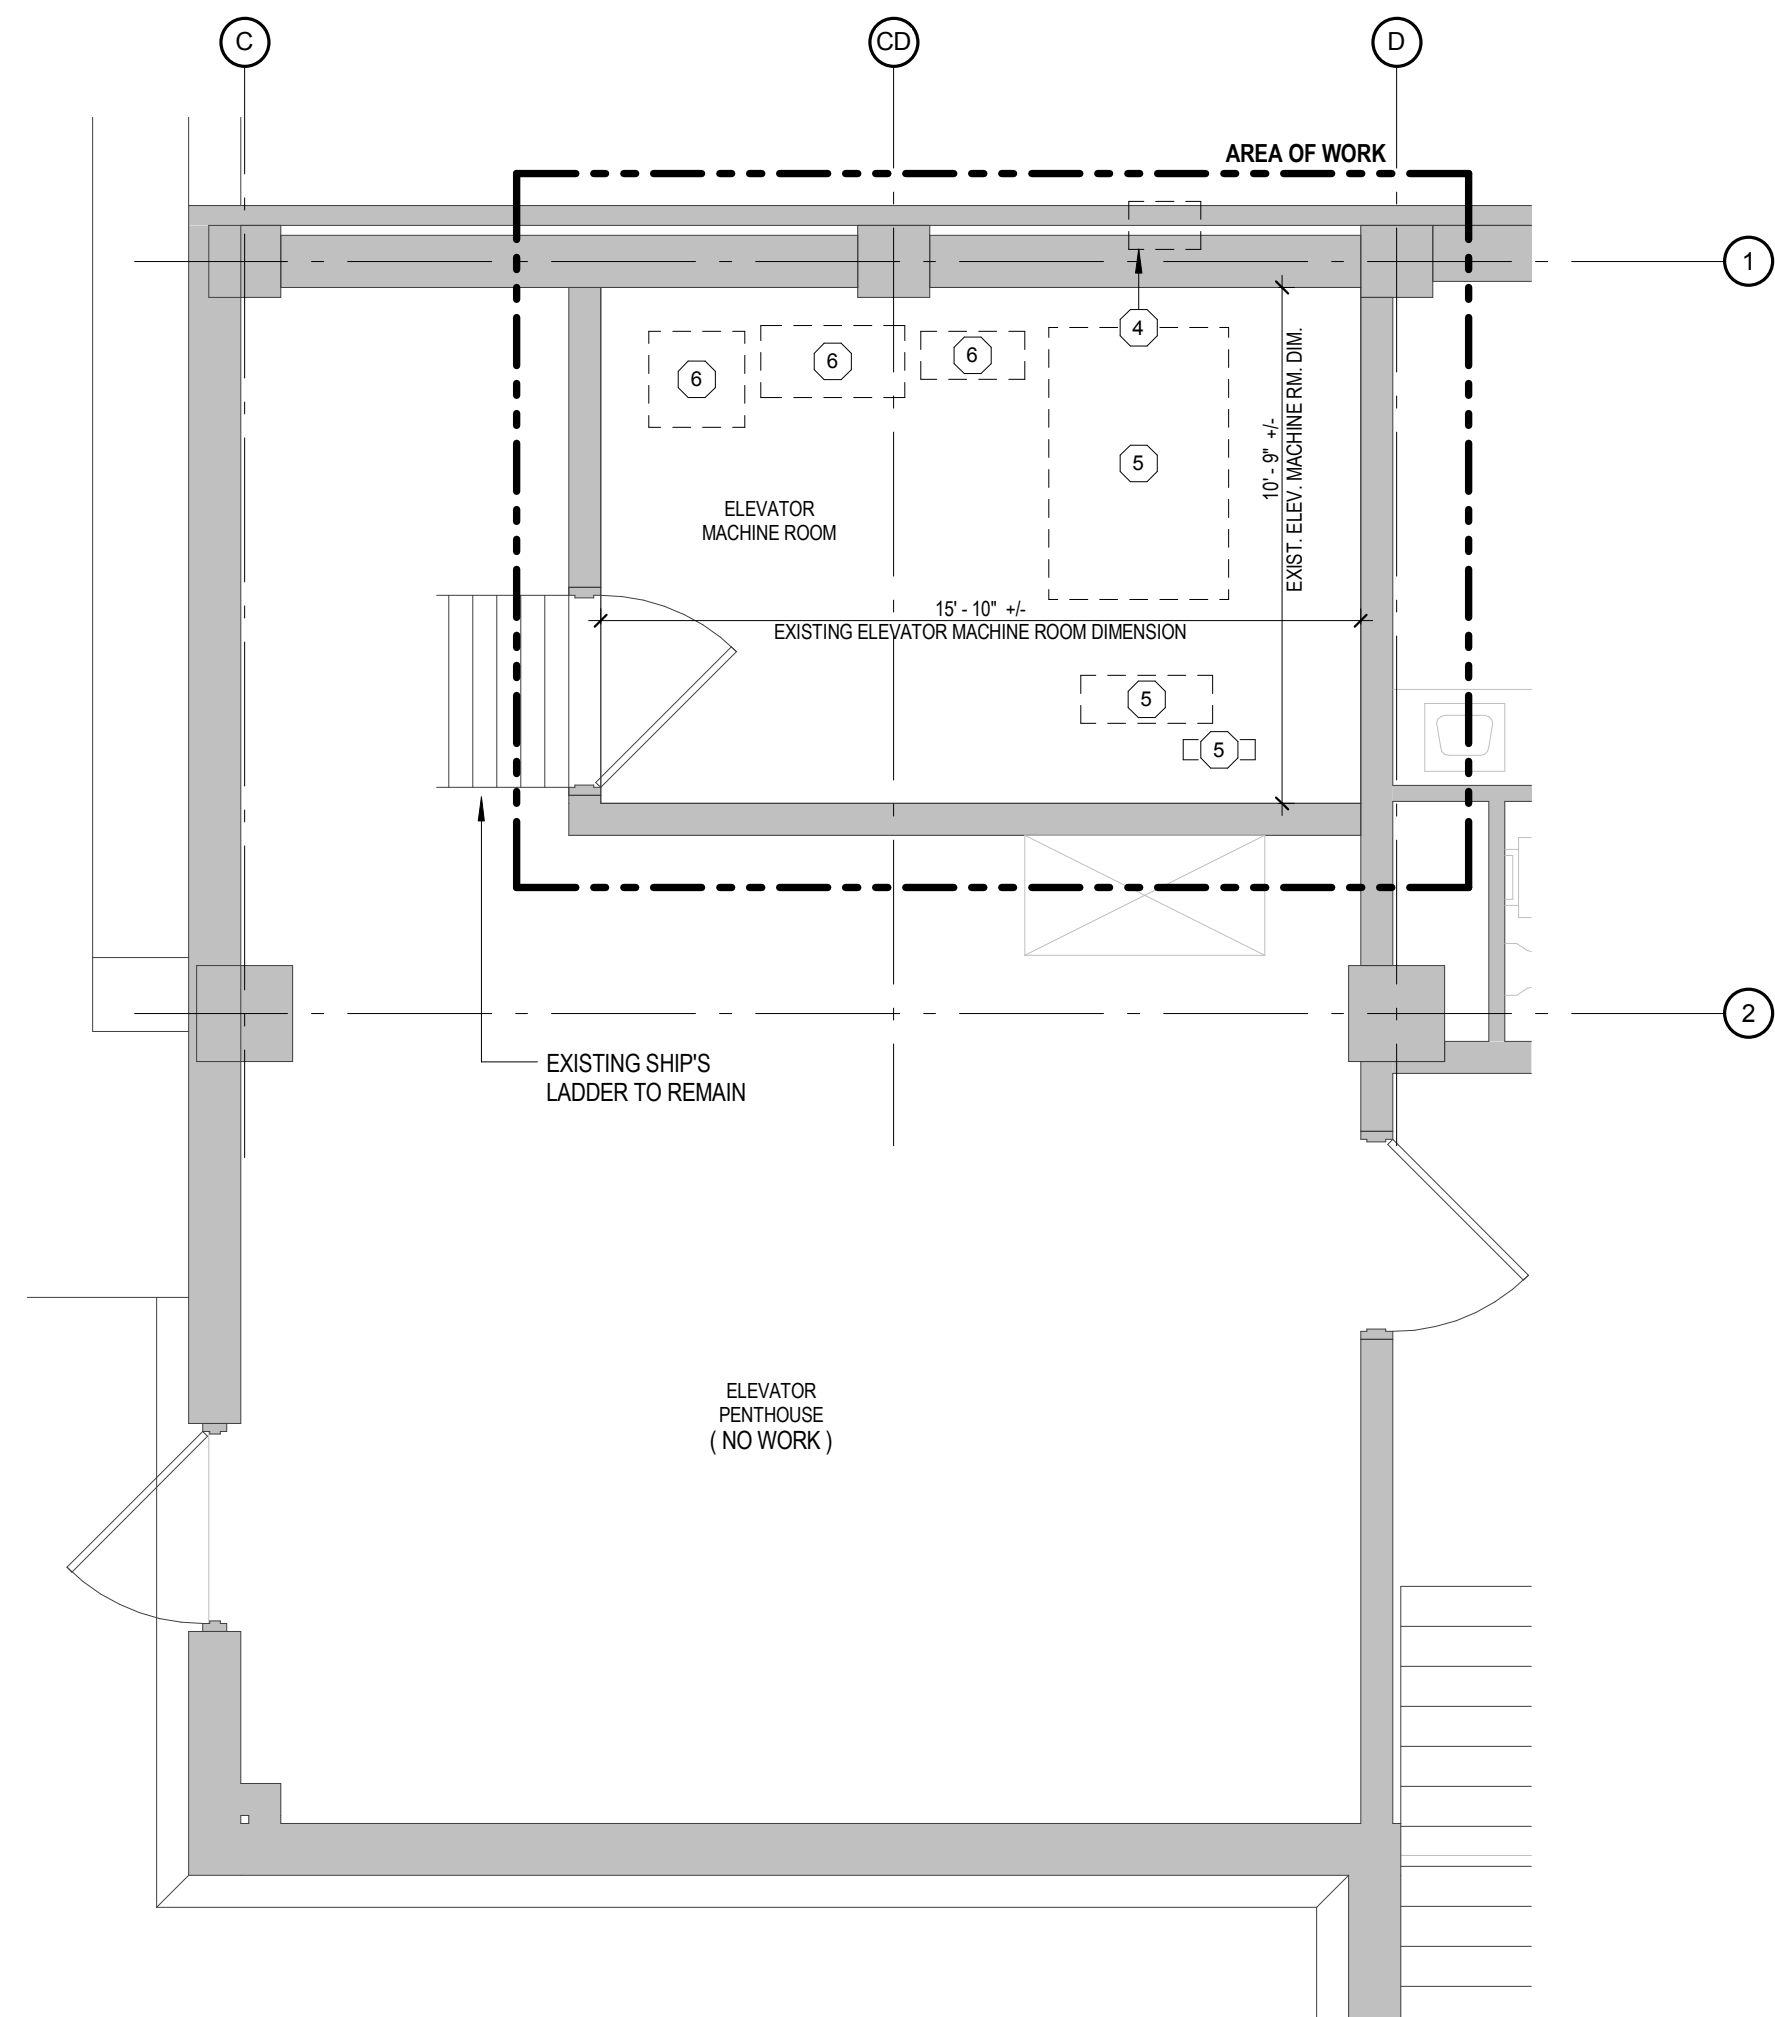 C
CD
D
AREA OF WORK
1
4
6
6
6
5
10' - 9" +/-
EXIST. ELEV. MACHINE RM. DIM.
ELEVATOR
MACHINE ROOM
15' - 10" +/-
EXISTING ELEVATOR MACHINE ROOM DIMENSION
5
5
2
EXISTING SHIP'S
LADDER TO REMAIN
ELEVATOR
PENTHOUSE
( NO WORK )